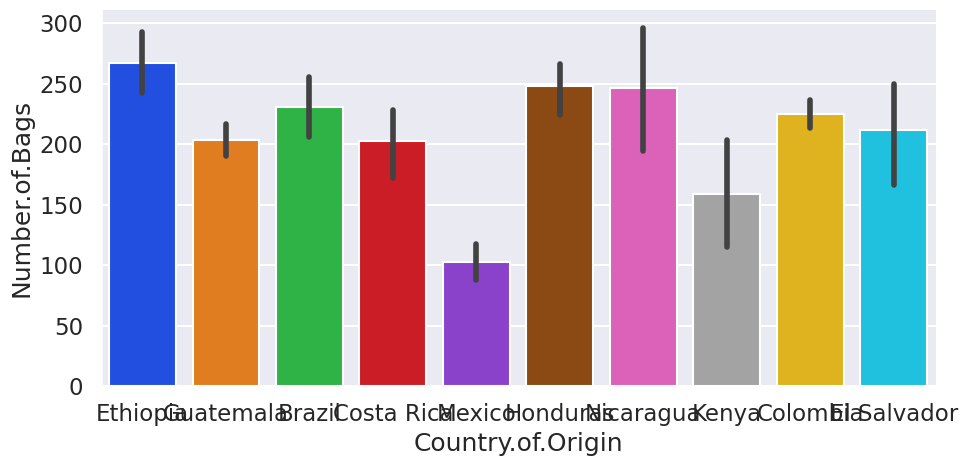 Number.of.Bags
300
250
200
150
100
50
0
Ethiopia Guatemala Brazil Costa Rica Mexico Honduras Nicaragua Kenya Colombia El Salvador
Country.of.Origin